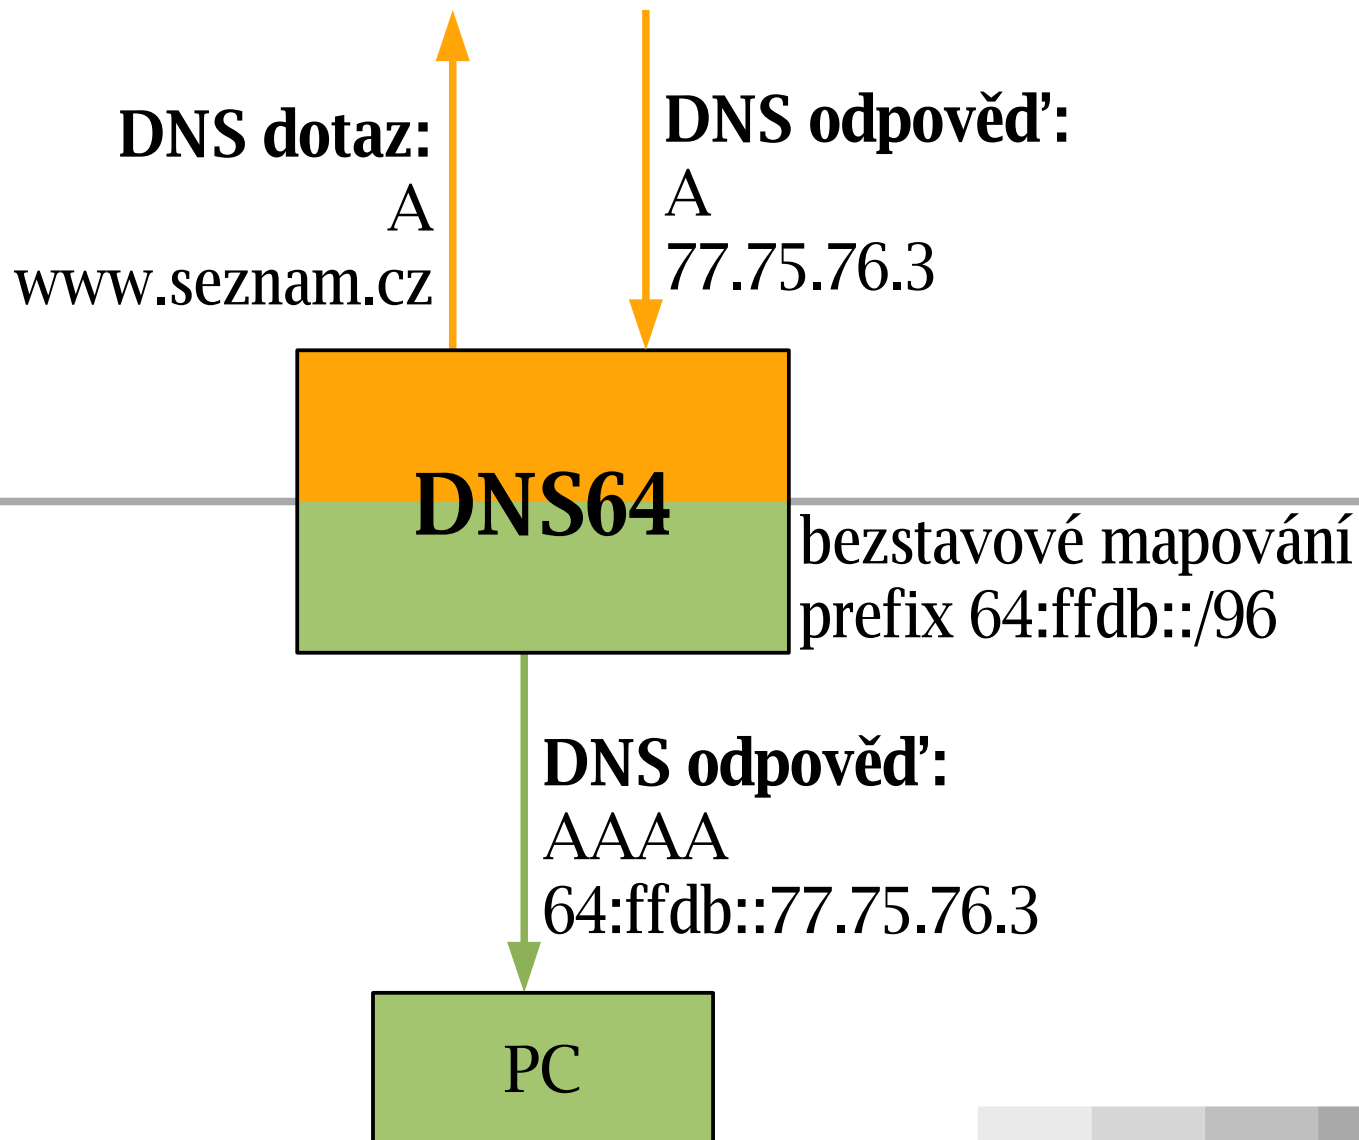 DNS dotaz:
A
www.seznam.cz
DNS odpověď:
A
77.75.76.3
DNS64
bezstavové mapování
prefix 64:ffdb::/96
DNS odpověď:
AAAA
64:ffdb::77.75.76.3
PC